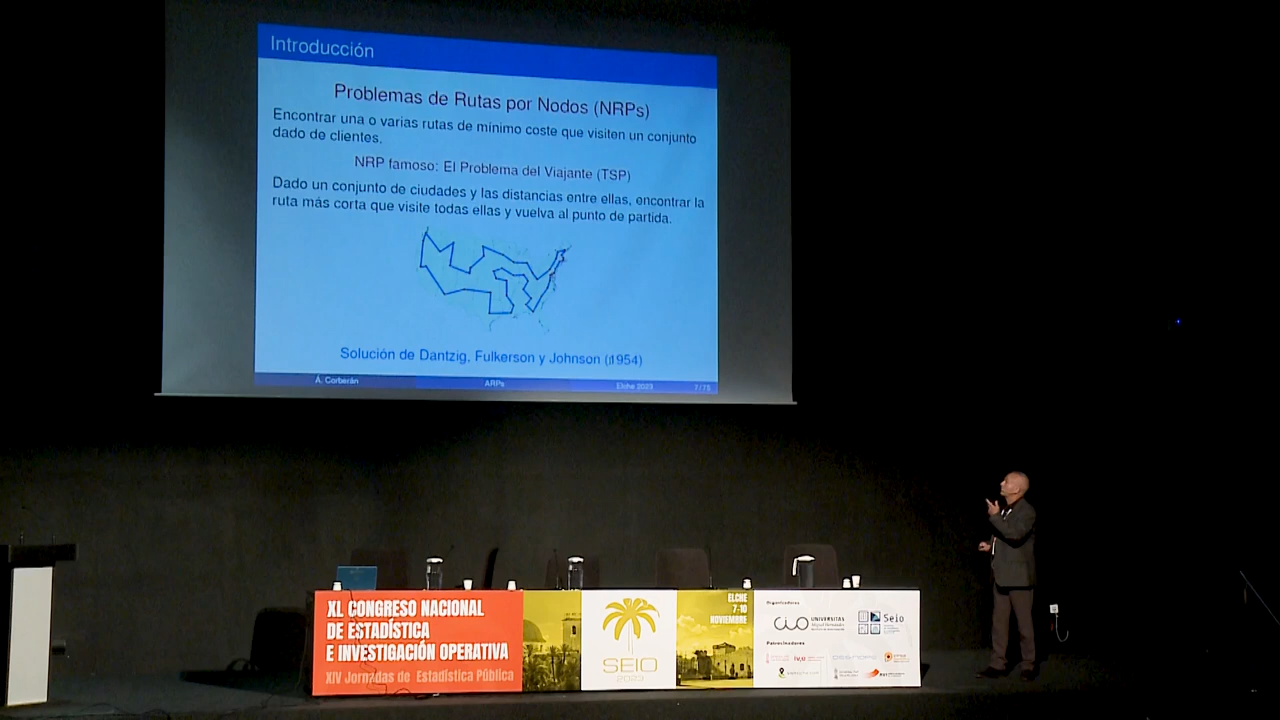 Introducción
Problemas de Rutas por Nodos (NRPs)
Encontrar una o varias rutas de mínimo coste que visiten un conjunto
dado de clientes.
NRP famoso: El Problema del Viajante (TSP)
Dado un conjunto de ciudades y las distancias entre ellas, encontrar la
ruta más corta que visite todas ellas y vuelva al punto de partida.
Solución de Dantzig, Fulkerson y Johnson (¡1954)
Á. Corberán
ARPs
Elche 2023
7/75
XL CONGRESO NACIONAL
DE ESTADÍSTICA
E INVESTIGACIÓN OPERATIVA
XIV Jornadas de Estadística Pública
SEIO
2023
ELCHE
7-10
NOVIEMBRE
Organizadores
UNIVERSITAS
Miguel Hernández
Seio
Patrocinadores